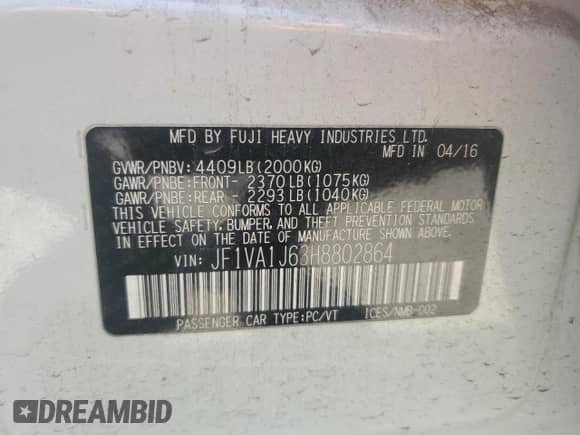 MFD BY FUJI HEAVY INDUSTRIES LTD.
MFD IN 04/16
GVWR/PNBV: 4409LB(2000KG)
GAWR/PNBE:FRONT- 2370LB(1075KG)
GAWR/PNBE:REAR - 2293LB(1040KG)
THIS VEHICLE CONFORMS TO ALL APPLICABLE FEDERAL MOTOR
VEHICLE SAFETY, BUMPER, AND THEFT PREVENTION STANDARDS
IN EFFECT ON THE DATE OF MANUFACTURE SHOWN ABOVE.
VIN: JF1VA1J63H8802864
PASSENGER CAR TYPE:PC/VT ICES/NMB-002
DREAMBID